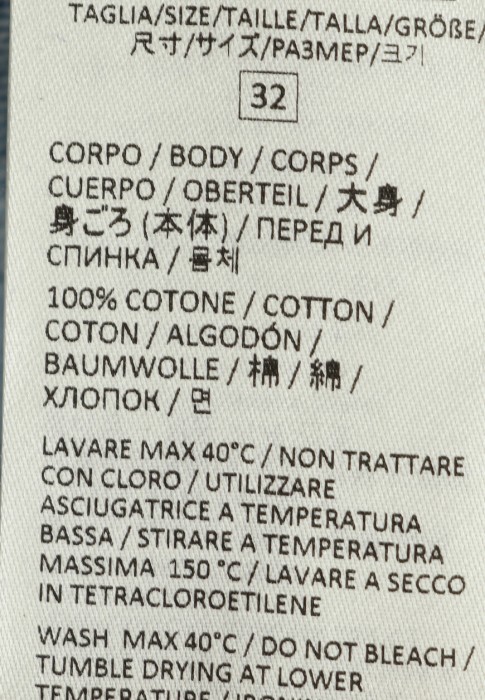 TAGLIA/SIZE/TAILLE/TALLA/GRÖßE/
尺寸/サイズ/РАЗМЕР/크기
32
CORPO / BODY / CORPS /
CUERPO / OBERTEIL / 大身 /
身ごろ (本体) / ПЕРЕД И
СПИНКА / 몸체
100% COTONE / COTTON /
COTON / ALGODÓN /
BAUMWOLLE / 棉 / 綿 /
ХЛОПОК / 면
LAVARE MAX 40°C / NON TRATTARE
CON CLORO / UTILIZZARE
ASCIUGATRICE A TEMPERATURA
BASSA / STIRARE A TEMPERATURA
MASSIMA 150 °C / LAVARE A SECCO
IN TETRACLOROETILENE
WASH MAX 40°C / DO NOT BLEACH /
TUMBLE DRYING AT LOWER
TEMPERATURE /